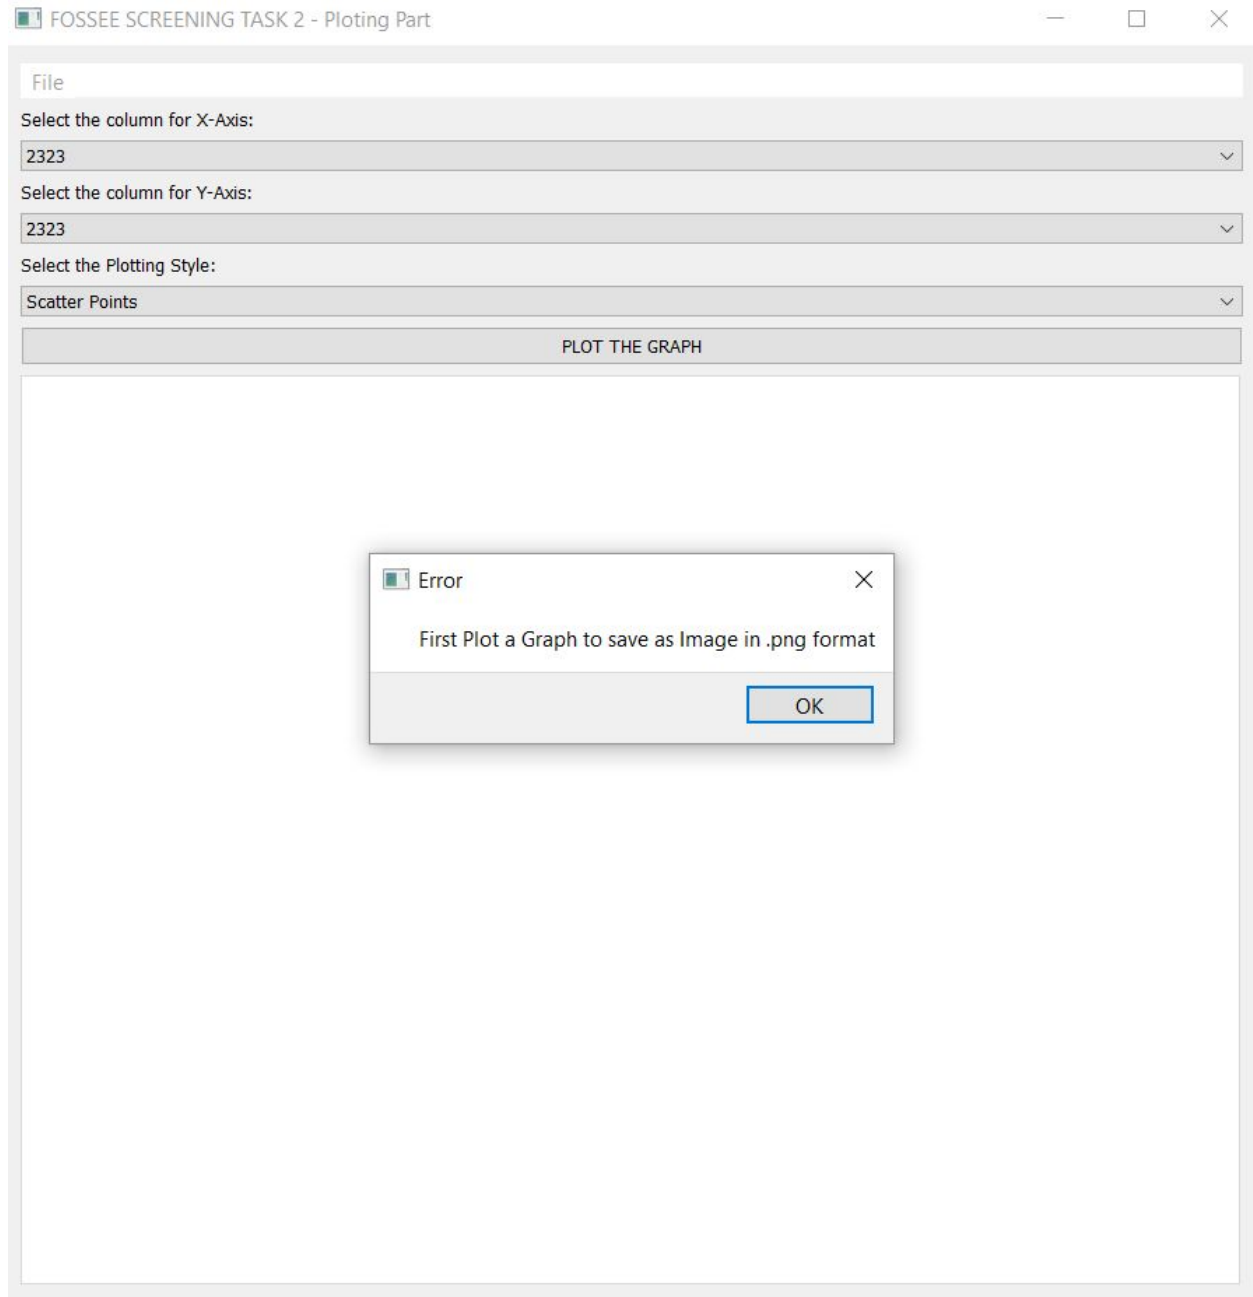 FOSSEE SCREENING TASK 2 - Ploting Part
File
Select the column for X-Axis:
2323
Select the column for Y-Axis:
2323
Select the Plotting Style:
Scatter Points
PLOT THE GRAPH
Error
First Plot a Graph to save as Image in .png format
OK